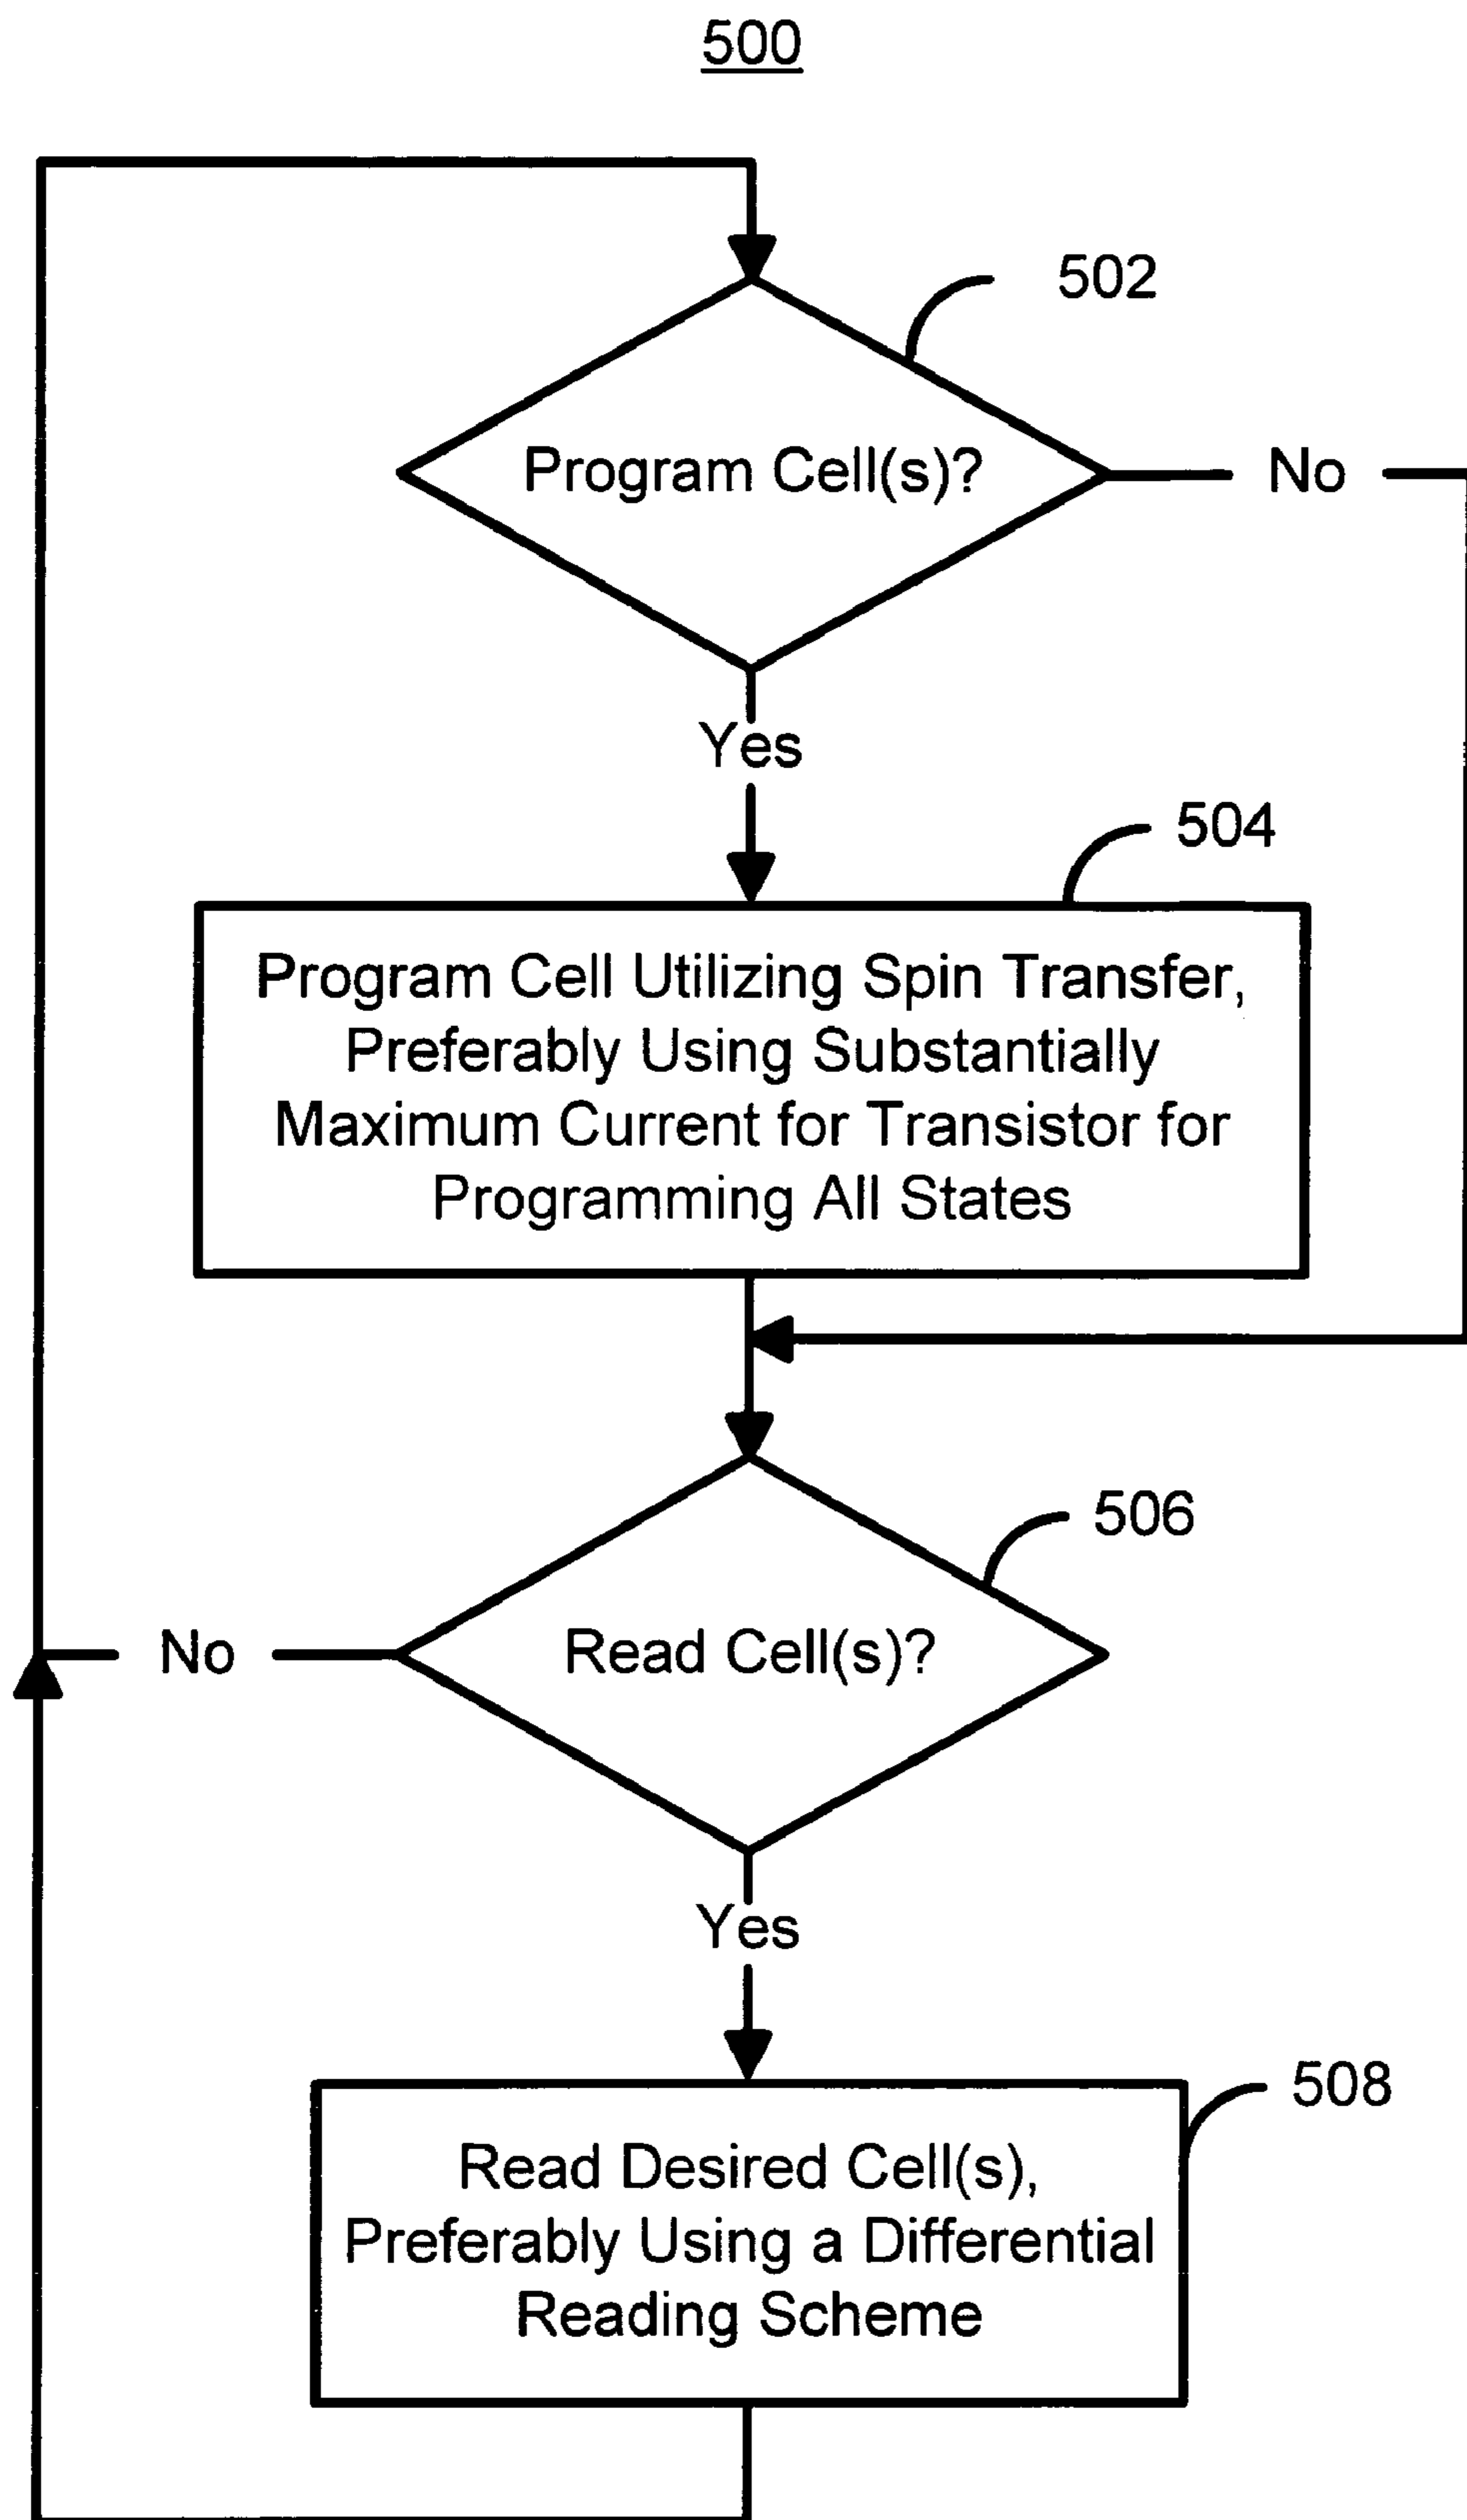 500
502
Program Cell(s)?
No
Yes
504
Program Cell Utilizing Spin Transfer,
Preferably Using Substantially
Maximum Current for Transistor for
Programming All States
506
Read Cell(s)?
No
Yes
508
Read Desired Cell(s),
Preferably Using a Differential
Reading Scheme